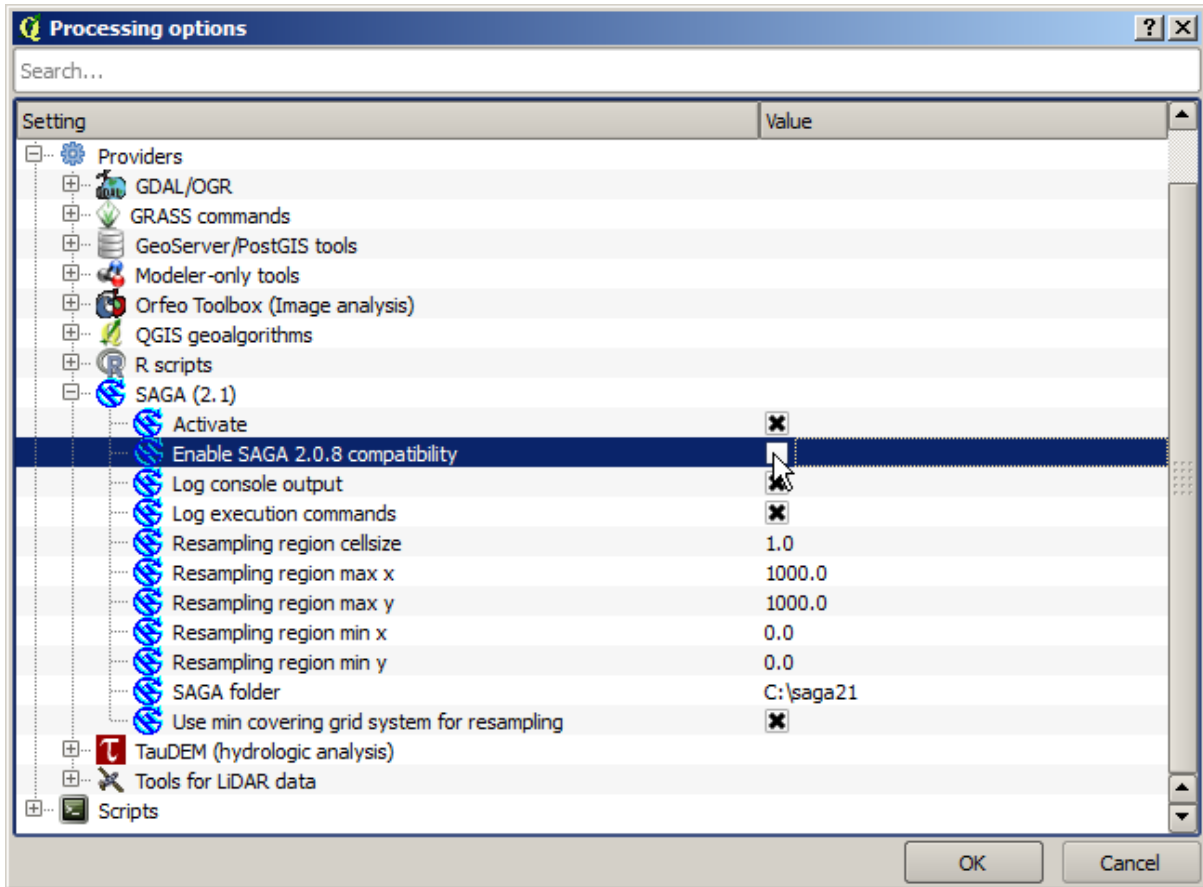 Processing options
Search...
Setting Value
Providers
GDAL/OGR
GRASS commands
GeoServer/PostGIS tools
Modeler-only tools
Orfeo Toolbox (Image analysis)
QGIS geoalgorithms
R scripts
SAGA (2.1)
Activate
Enable SAGA 2.0.8 compatibility
Log console output
Log execution commands
Resampling region cellsize 1.0
Resampling region max x 1000.0
Resampling region max y 1000.0
Resampling region min x 0.0
Resampling region min y 0.0
SAGA folder C:\saga21
Use min covering grid system for resampling
TauDEM (hydrologic analysis)
Tools for LiDAR data
Scripts
OK Cancel